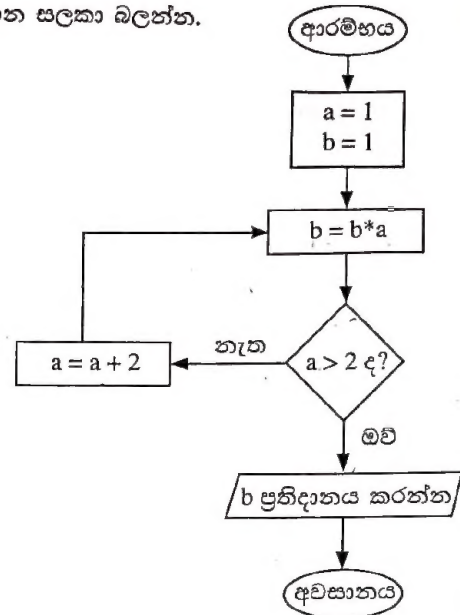 සලකා බලන්න.
ආරම්භය
a = 1
b = 1
b = b*a
a = a + 2
නැත
a > 2 ද?
ඔව්
b ප්‍රතිදානය කරන්න
අවසානය